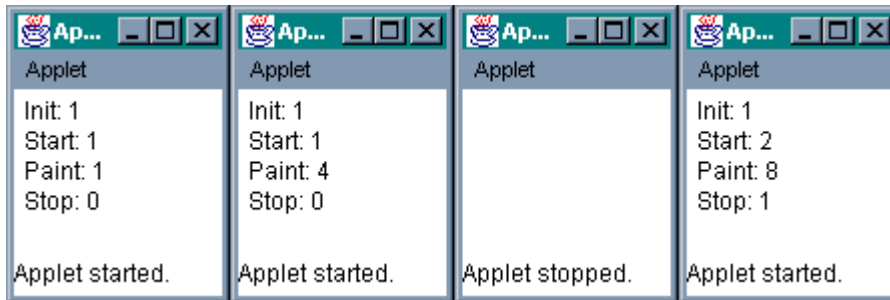 Ap...
Applet
Init: 1
Start: 1
Paint: 1
Stop: 0
Applet started.
Ap...
Applet
Init: 1
Start: 1
Paint: 4
Stop: 0
Applet started.
Ap...
Applet
Applet stopped.
Ap...
Applet
Init: 1
Start: 2
Paint: 8
Stop: 1
Applet started.